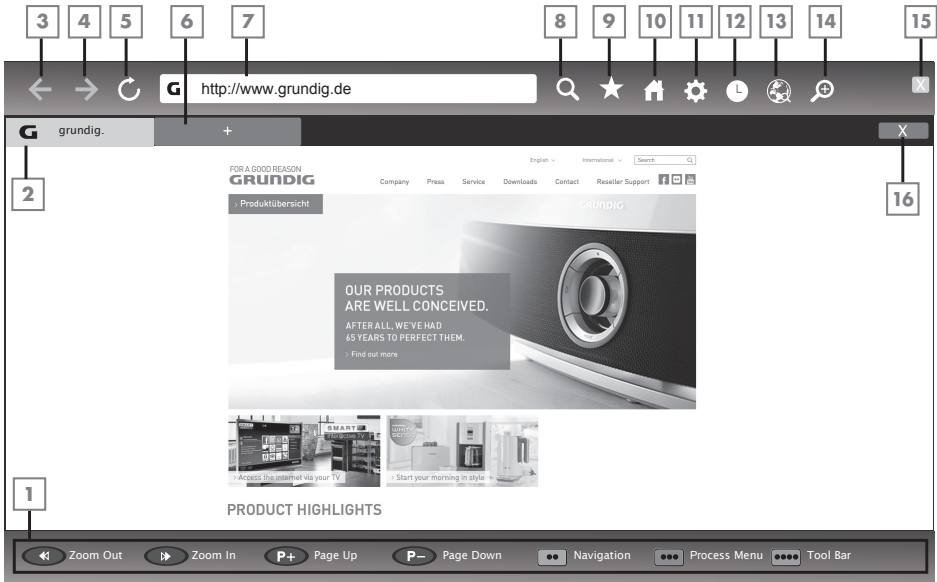 3 4 5 6 7 8 9 10 11 12 13 14 15
G http://www.grundig.de X
G grundig. + X
2 16
English International Search
FOR A GOOD REASON
GRUNDIG
Company Press Service Downloads Contact Reseller Support f
> Produktübersicht
GRUNDIG
OUR PRODUCTS
ARE WELL CONCEIVED.
AFTER ALL, WE'VE HAD
65 YEARS TO PERFECT THEM.
> Find out more
SMART
inter@ctive TV
WHITE
SENSE
> Access the internet via your TV > Start your morning in style
1
PRODUCT HIGHLIGHTS
Zoom Out Zoom In P+ Page Up P– Page Down Navigation Process Menu Tool Bar